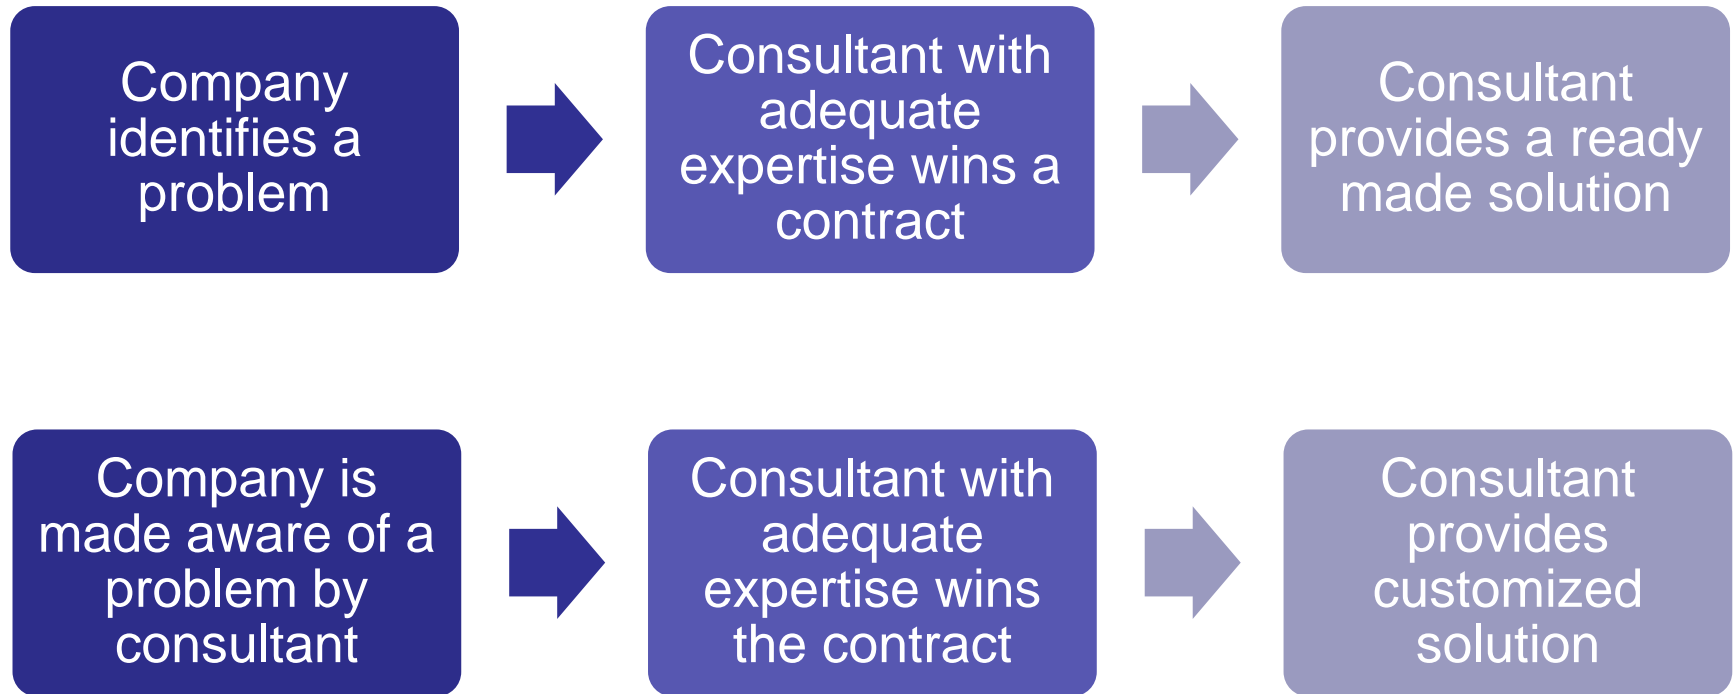 Company
identifies a
problem
Consultant with
adequate
expertise wins a
contract
Consultant
provides a ready
made solution
Company is
made aware of a
problem by
consultant
Consultant with
adequate
expertise wins
the contract
Consultant
provides
customized
solution